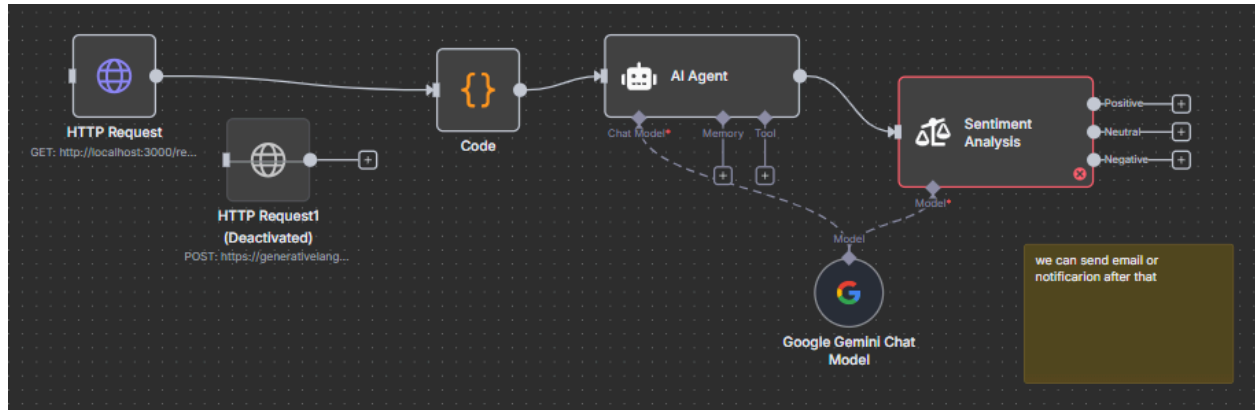 HTTP Request
GET: http://localhost:3000/re...
HTTP Request1
(Deactivated)
POST: https://generativelang...
Code
AI Agent
Chat Model*
Memory
Tool
Sentiment
Analysis
Positive
Neutral
Negative
Model*
Model
Google Gemini Chat
Model
we can send email or
notificarion after that